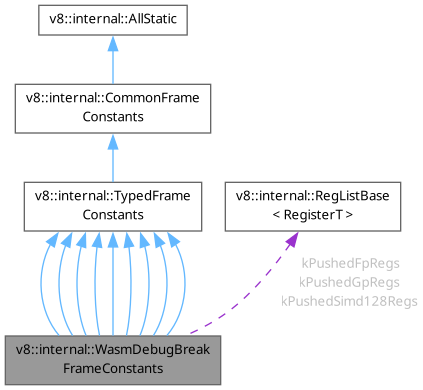 v8::internal::AllStatic
v8::internal::CommonFrame
Constants
v8::internal::TypedFrame
Constants
v8::internal::RegListBase
< RegisterT >
kPushedFpRegs
kPushedGpRegs
kPushedSimd128Regs
v8::internal::WasmDebugBreak
FrameConstants